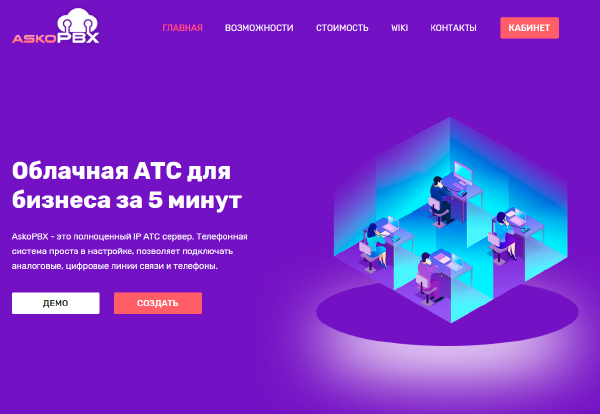 ASKOPBX
ГЛАВНАЯ
ВОЗМОЖНОСТИ
СТОИМОСТЬ
WIKI
КОНТАКТЫ
КАБИНЕТ
Облачная АТС для
бизнеса за 5 минут
AskoPBX - это полноценный IP АТС сервер. Телефонная
система проста в настройке, позволяет подключать
аналоговые, цифровые линии связи и телефоны.
ДЕМО
СОЗДАТЬ